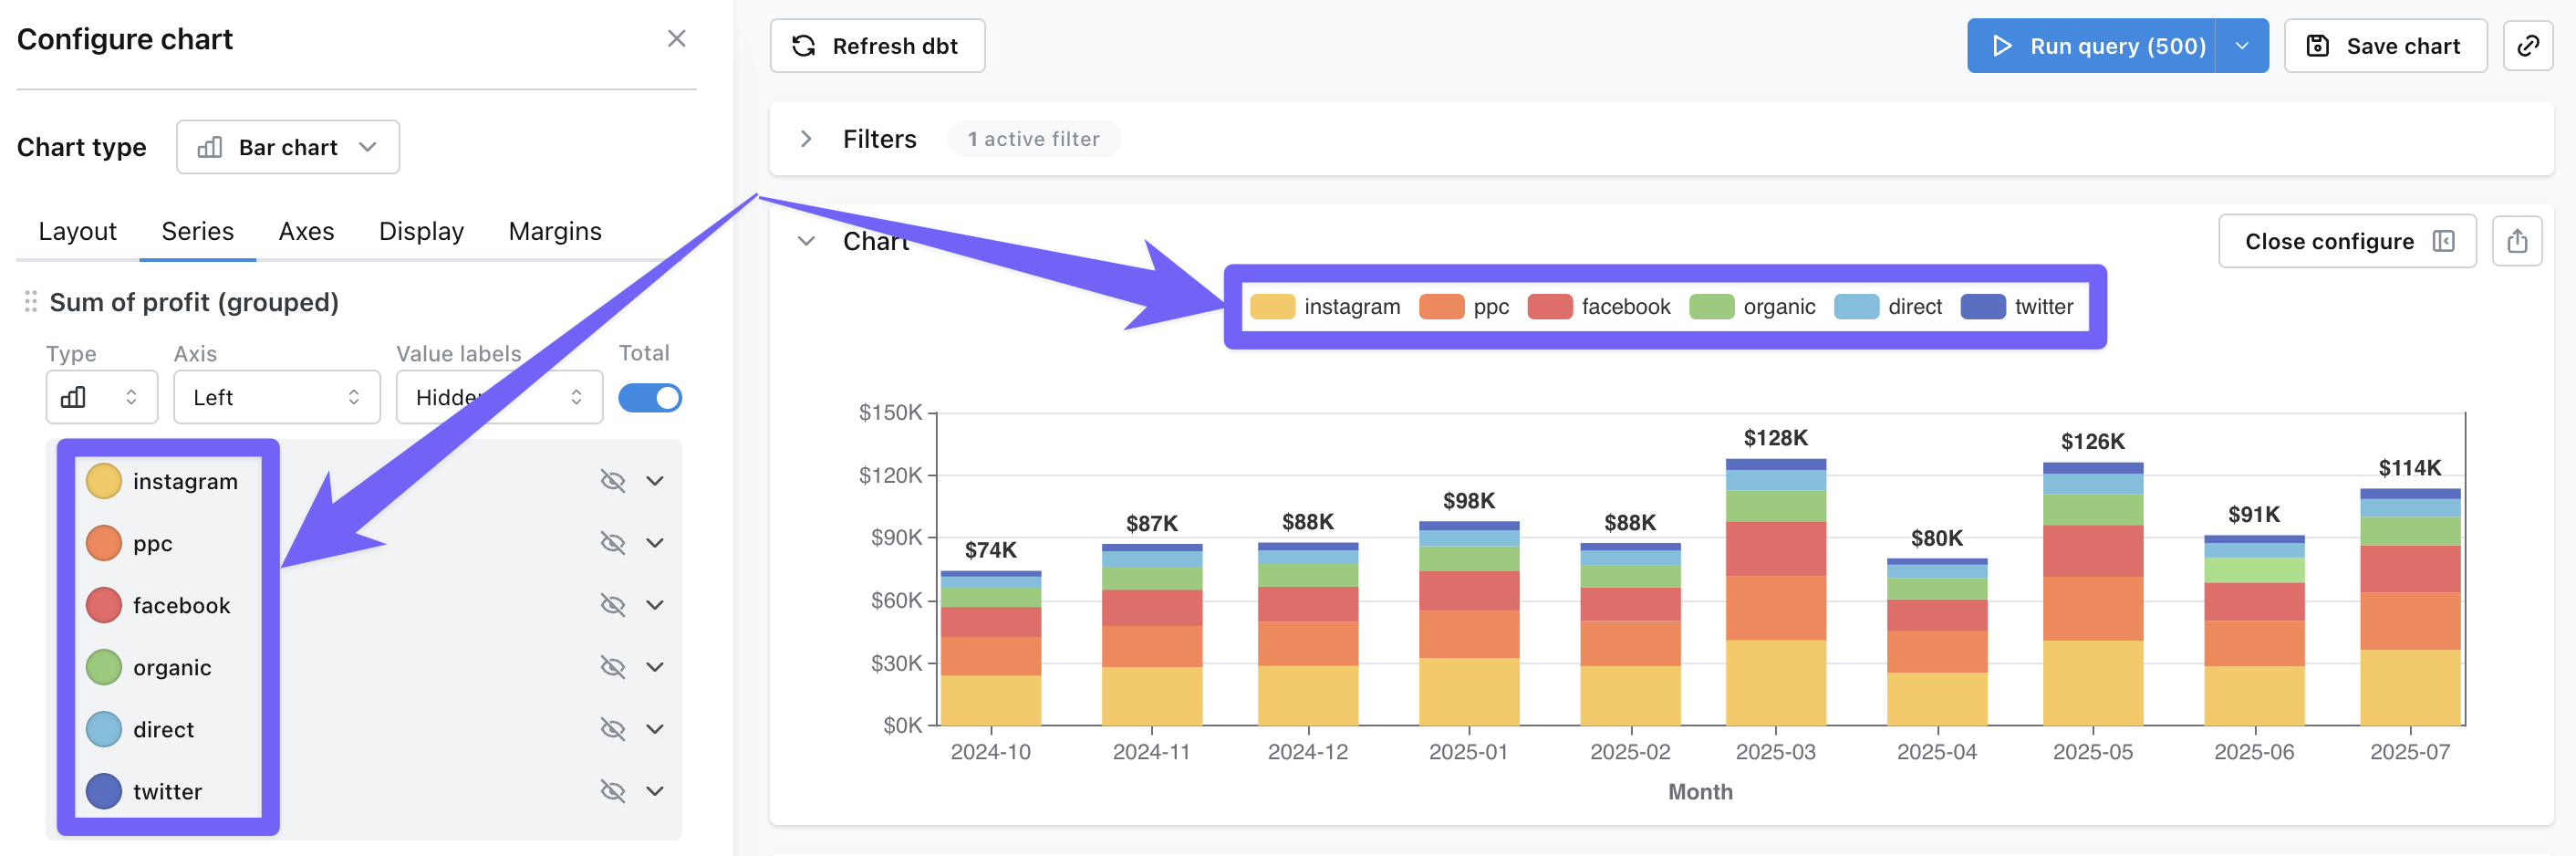 Configure chart
Chart type
Bar chart
Layout Series Axes Display Margins
Sum of profit (grouped)
Type Axis Value labels Total
Left Hidden
instagram
ppc
facebook
organic
direct
twitter
Refresh dbt
Run query (500)
Save chart
Filters 1 active filter
Chart
Close configure
instagram ppc facebook organic direct twitter
$150K
$120K
$90K
$60K
$30K
$0K
$74K
$87K
$88K
$98K
$88K
$128K
$80K
$126K
$91K
$114K
2024-10 2024-11 2024-12 2025-01 2025-02 2025-03 2025-04 2025-05 2025-06 2025-07
Month